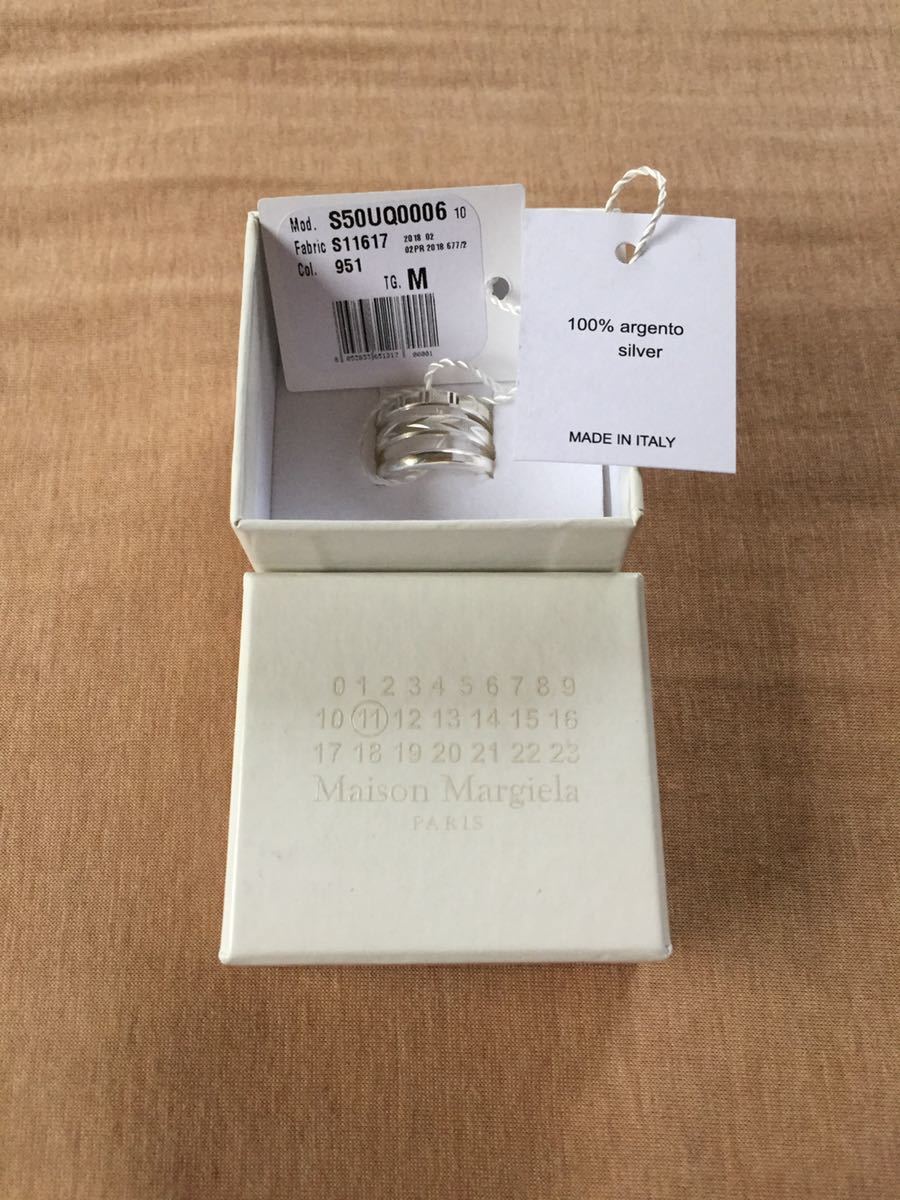 Mod. S50UQ0006 10
Fabric S11617 2018 02
02PR 2018 677/2
Col. 951
TG. M
00001
100% argento
silver
MADE IN ITALY
0 1 2 3 4 5 6 7 8 9
10 11 12 13 14 15 16
17 18 19 20 21 22 23
Maison Margiela
PARIS